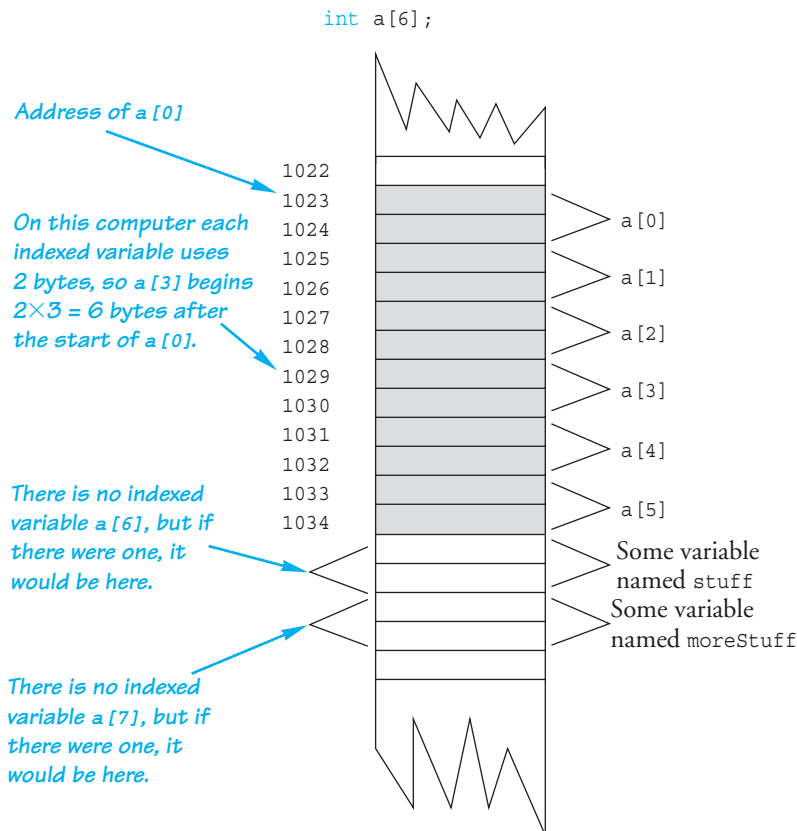 int a[6];
Address of a[0]
1022
1023
1024
1025
1026
1027
1028
1029
1030
1031
1032
1033
1034
On this computer each
indexed variable uses
2 bytes, so a[3] begins
2×3 = 6 bytes after
the start of a[0].
There is no indexed
variable a[6], but if
there were one, it
would be here.
There is no indexed
variable a[7], but if
there were one, it
would be here.
a[0]
a[1]
a[2]
a[3]
a[4]
a[5]
Some variable
named stuff
Some variable
named moreStuff